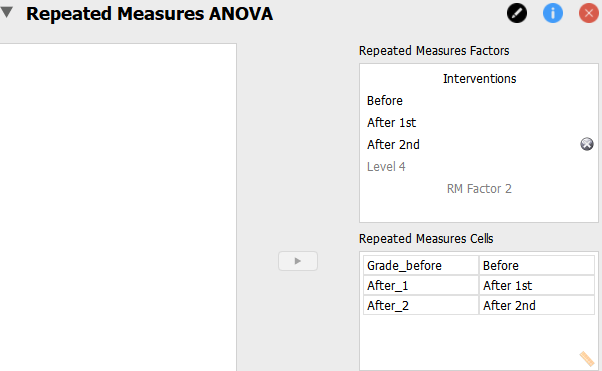 Repeated Measures ANOVA
Repeated Measures Factors
Interventions
Before
After 1st
After 2nd
Level 4
RM Factor 2
Repeated Measures Cells
Grade_before Before
After_1 After 1st
After_2 After 2nd